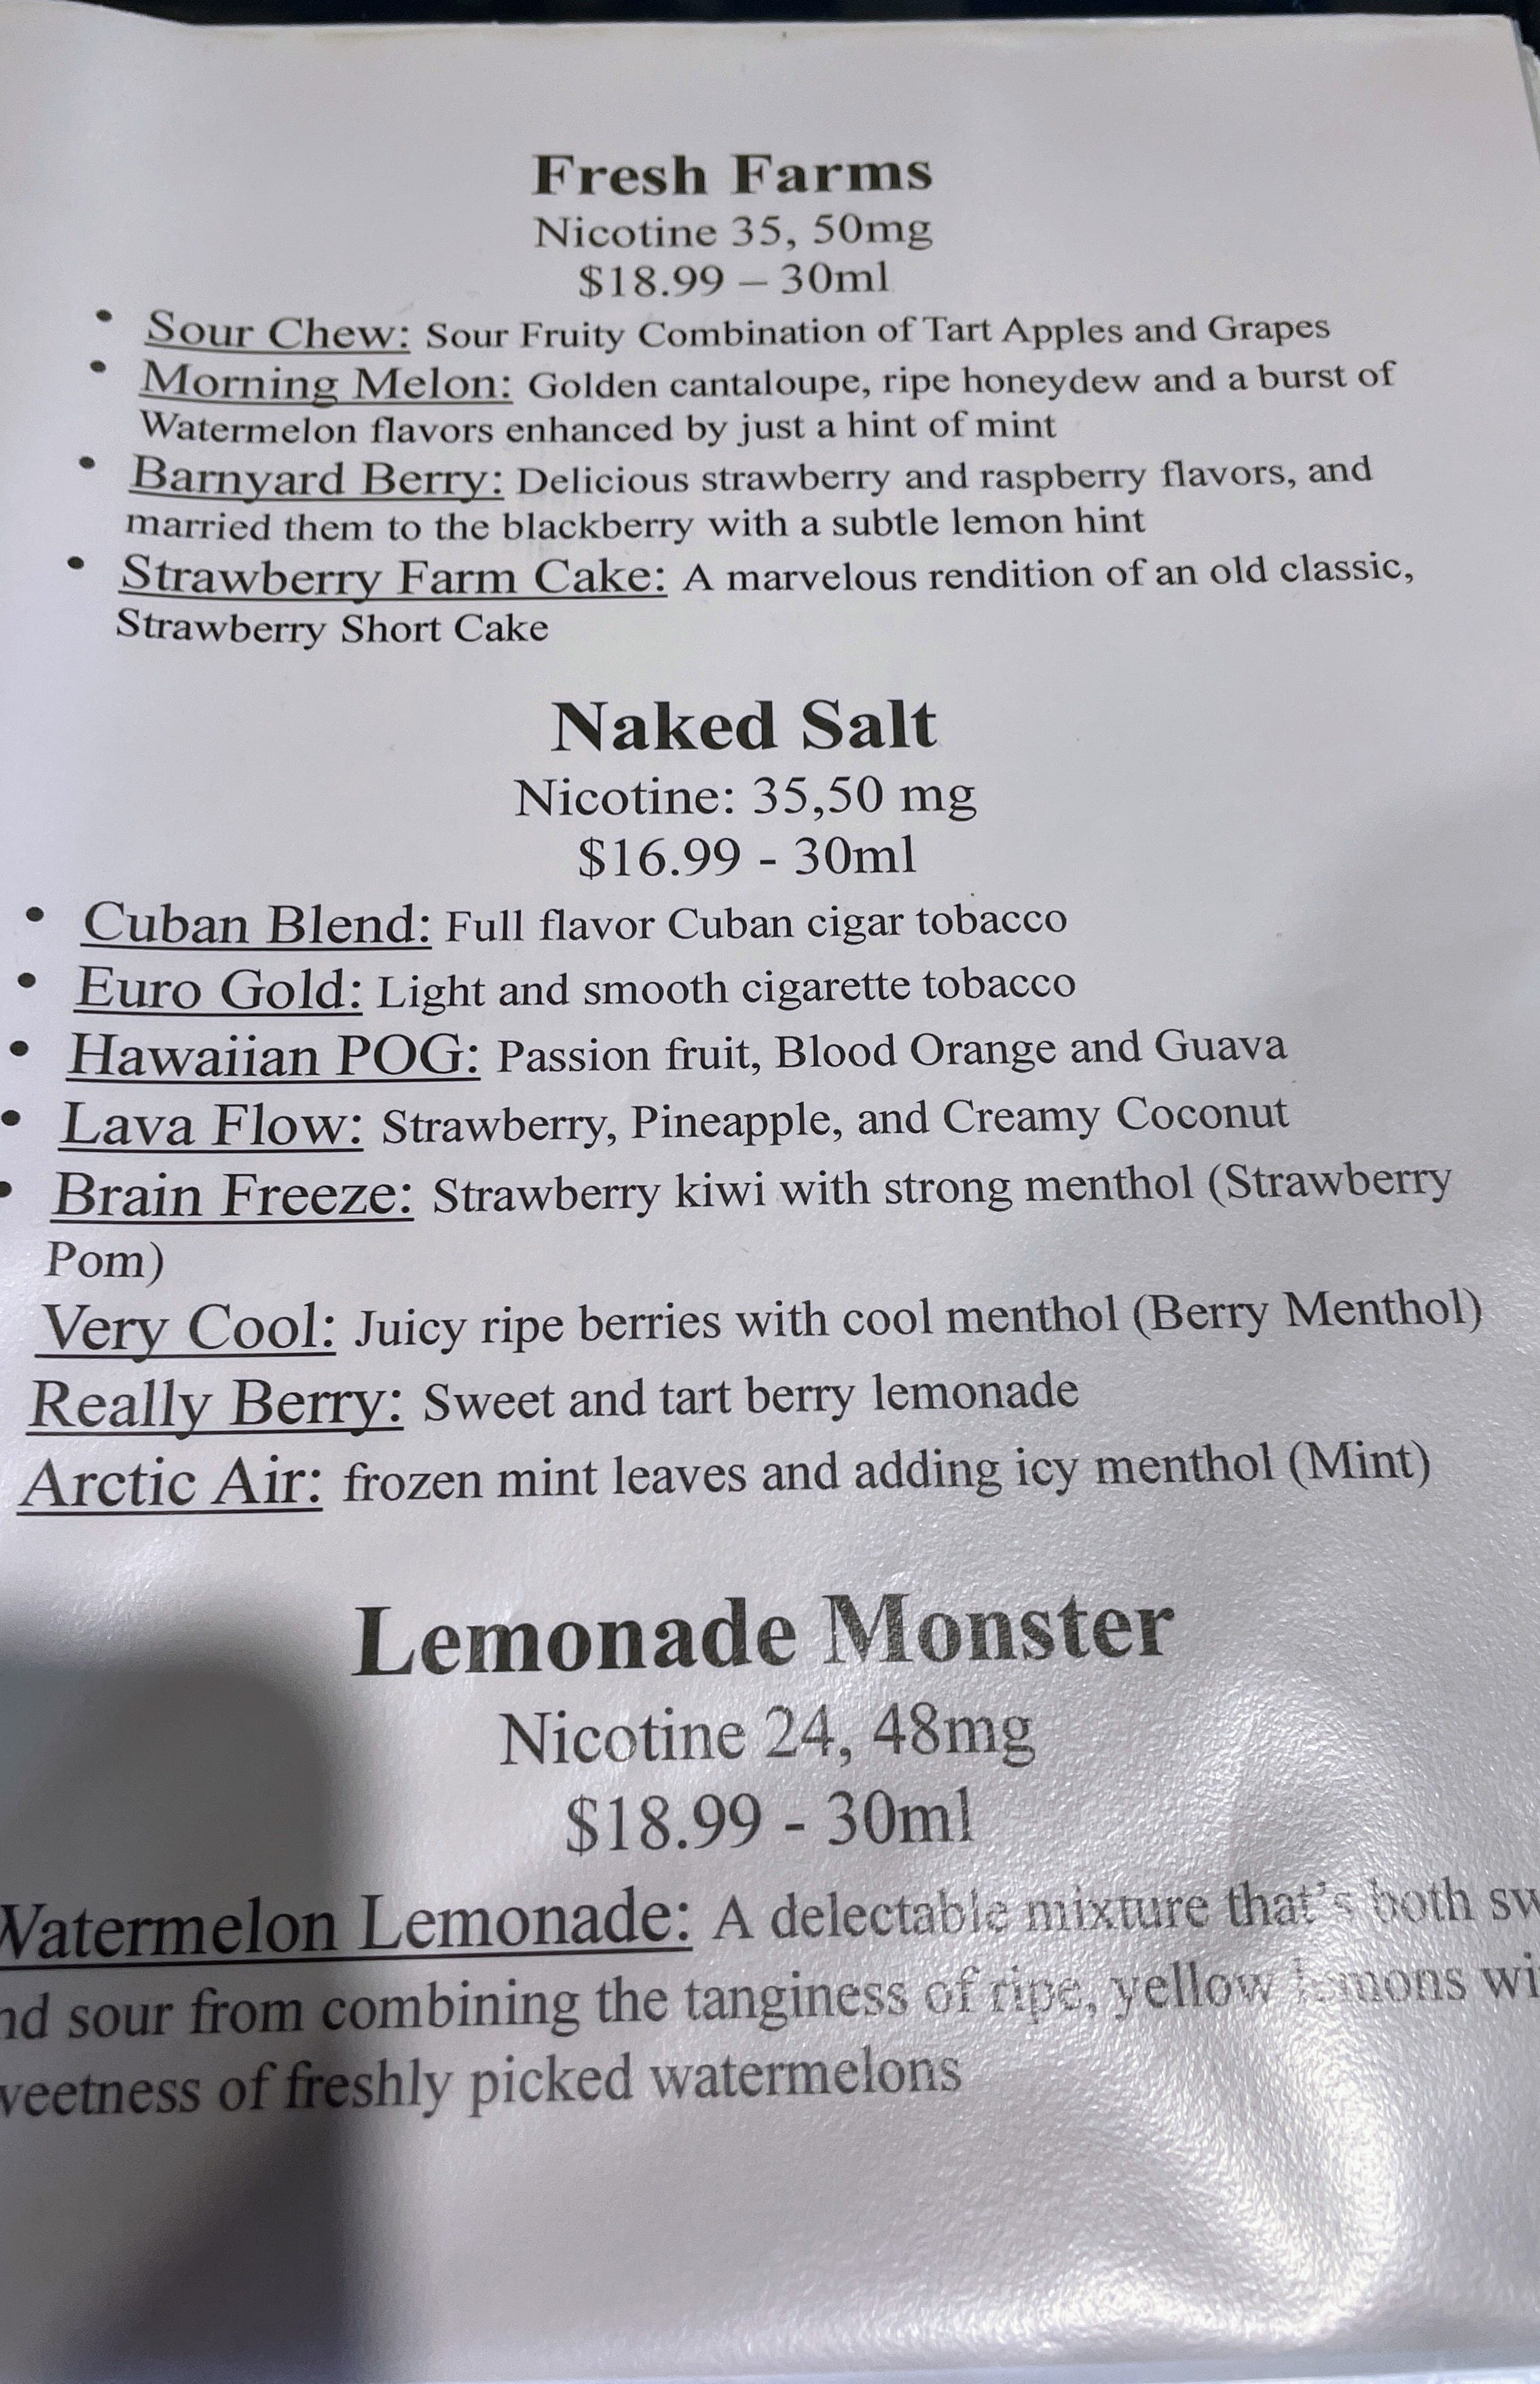 Fresh Farms
Nicotine 35, 50mg
$18.99 – 30ml
• Sour Chew: Sour Fruity Combination of Tart Apples and Grapes
• Morning Melon: Golden cantaloupe, ripe honeydew and a burst of
Watermelon flavors enhanced by just a hint of mint
• Barnyard Berry: Delicious strawberry and raspberry flavors, and
married them to the blackberry with a subtle lemon hint
• Strawberry Farm Cake: A marvelous rendition of an old classic,
Strawberry Short Cake
Naked Salt
Nicotine: 35,50 mg
$16.99 - 30ml
• Cuban Blend: Full flavor Cuban cigar tobacco
• Euro Gold: Light and smooth cigarette tobacco
• Hawaiian POG: Passion fruit, Blood Orange and Guava
• Lava Flow: Strawberry, Pineapple, and Creamy Coconut
• Brain Freeze: Strawberry kiwi with strong menthol (Strawberry
Pom)
Very Cool: Juicy ripe berries with cool menthol (Berry Menthol)
Really Berry: Sweet and tart berry lemonade
Arctic Air: frozen mint leaves and adding icy menthol (Mint)
Lemonade Monster
Nicotine 24, 48mg
$18.99 - 30ml
Watermelon Lemonade: A delectable mixture that's both
sour from combining the tanginess of ripe, yellow lemons
of freshly picked watermelons